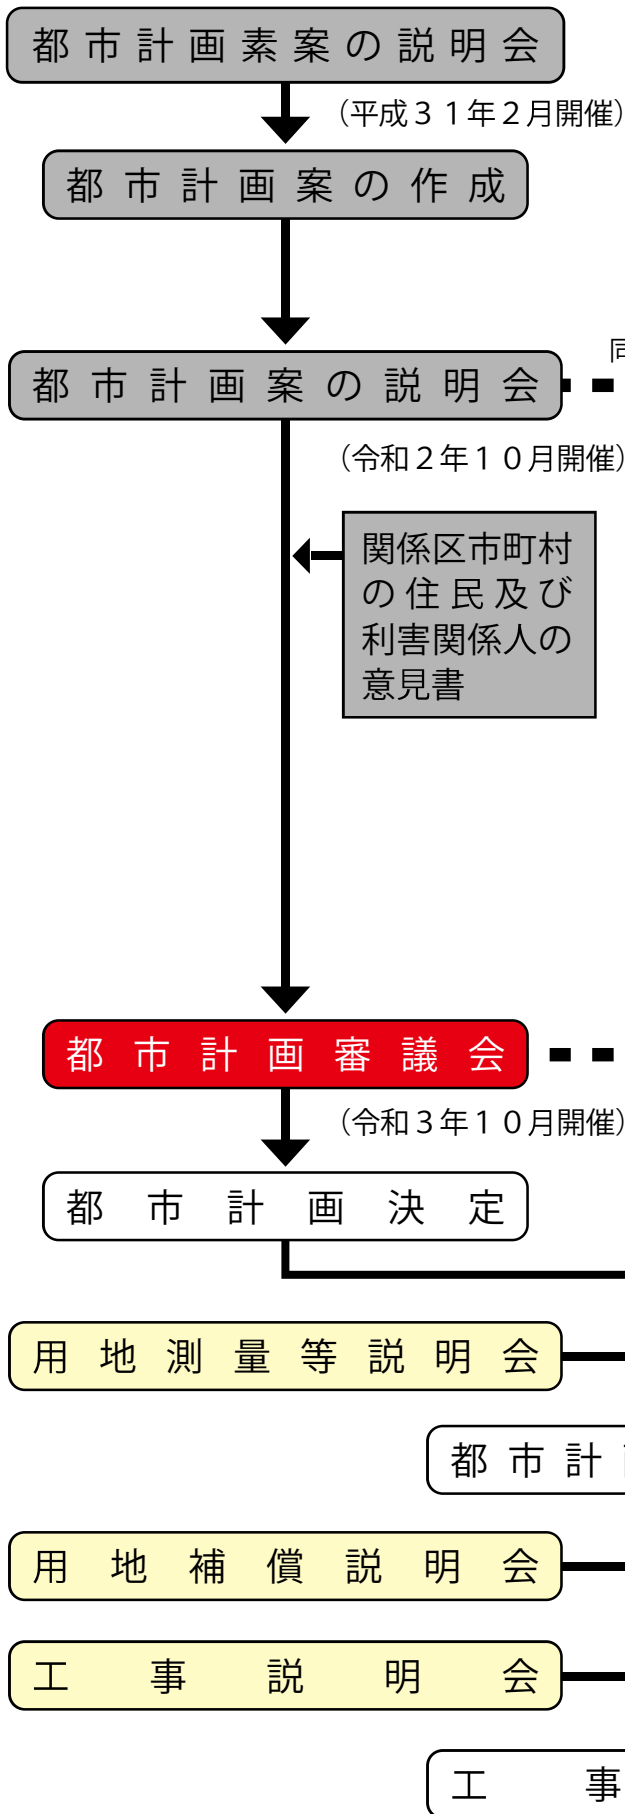 都市計画素案の説明会
（平成３１年２月開催）
都市計画案の作成
同
都市計画案の説明会
（令和２年１０月開催）
関係区市町村
の住民及び
利害関係人の
意見書
都市計画審議会
（令和３年１０月開催）
都市計画決定
用地測量等説明会
都市計
用地補償説明会
工事説明会
工事